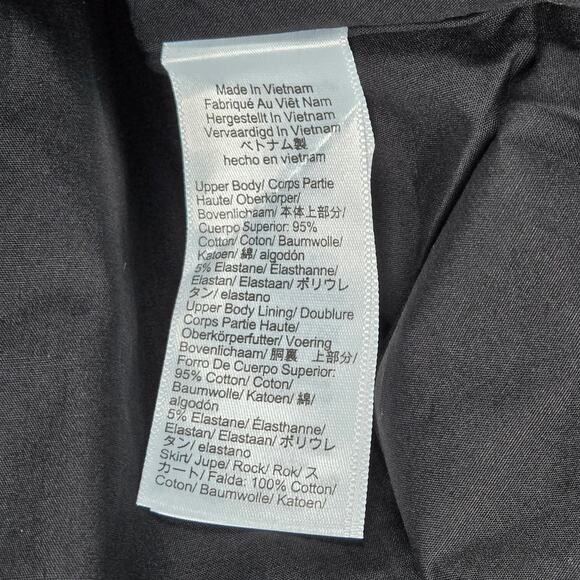 Made In Vietnam
Fabriqué Au Viêt Nam
Hergestellt In Vietnam
Vervaardigd In Vietnam
ベトナム製
hecho en vietnam
Upper Body/ Corps Partie
Haute/ Oberkörper/
Bovenlichaam/ 本体上部分/
Cuerpo Superior: 95%
Cotton/ Coton/ Baumwolle/
Katoen/ 綿/ algodón
5% Elastane/ Élasthanne/
Elastan/ Elastaan/ ポリウレ
タン/ elastano
Upper Body Lining/ Doublure
Corps Partie Haute/
Oberkörperfutter/ Voering
Bovenlichaam/ 胴裏 上部分/
Forro De Cuerpo Superior:
95% Cotton/ Coton/
Baumwolle/ Katoen/ 綿/
algodón
5% Elastane/ Élasthanne/
Elastan/ Elastaan/ ポリウレ
タン/ elastano
Skirt/ Jupe/ Rock/ Rok/ ス
カート/ Falda: 100% Cotton/
Coton/ Baumwolle/ Katoen/